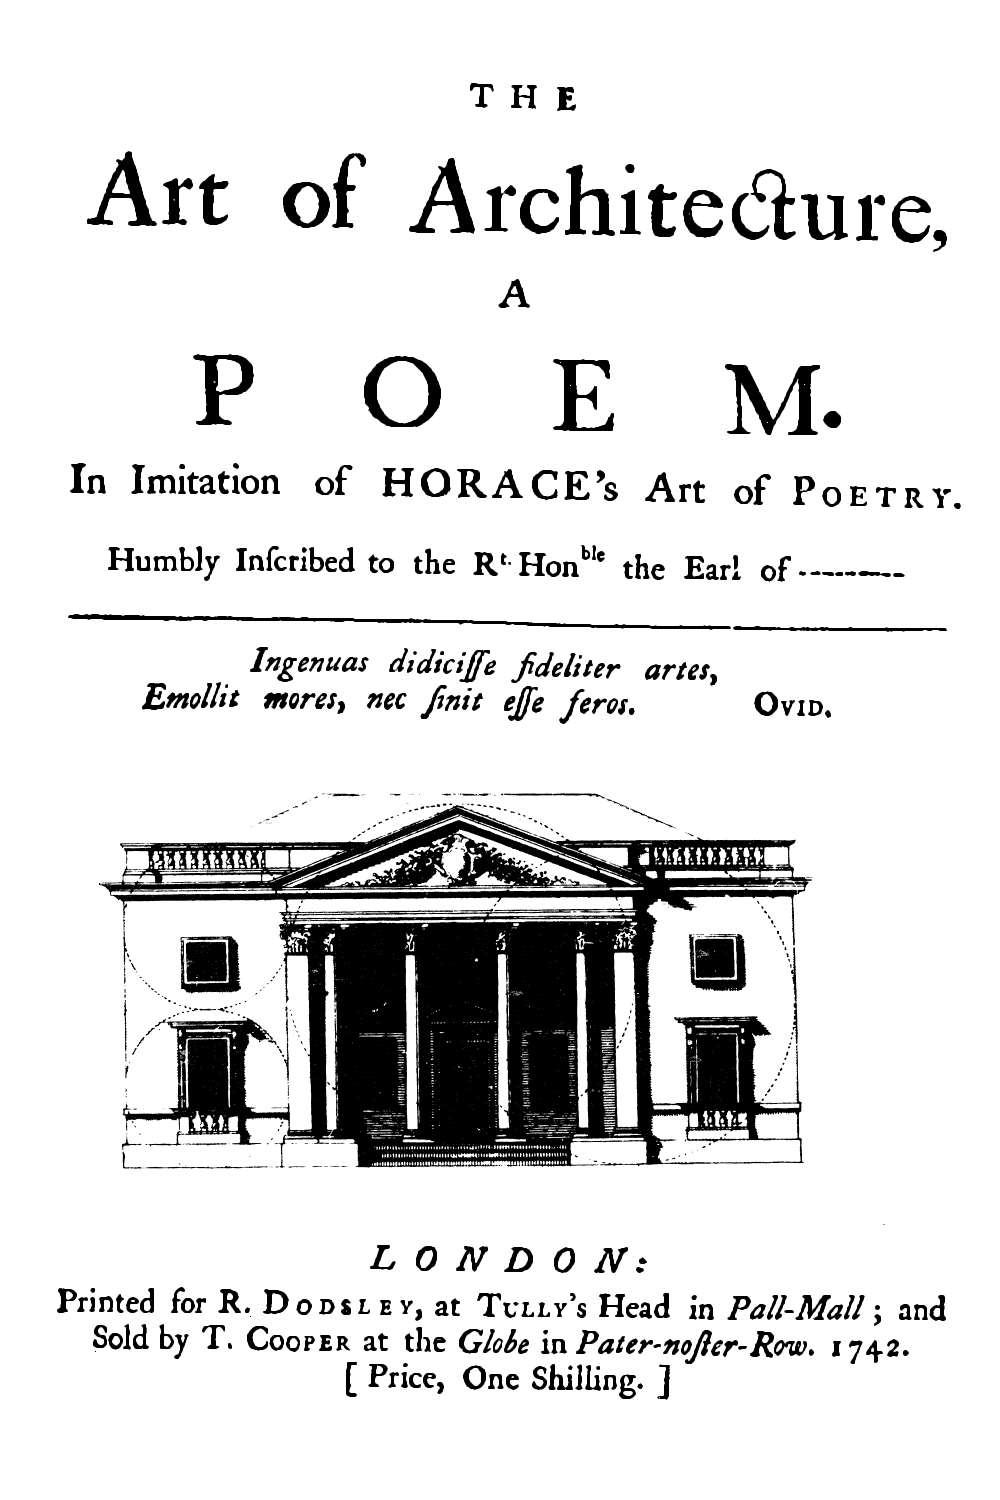 THE
Art of Architecture,
A
POEM.
In Imitation of HORACE's Art of POETRY.
Humbly Inſcribed to the Rt. Honble the Earl of ---------
Ingenuas didiciſſe fideliter artes,
Emollit mores, nec ſinit eſſe feros. OVID.
LONDON:
Printed for R. DODSLEY, at TULLY's Head in Pall-Mall ; and
Sold by T. COOPER at the Globe in Pater-noſter-Row. 1742.
[ Price, One Shilling. ]